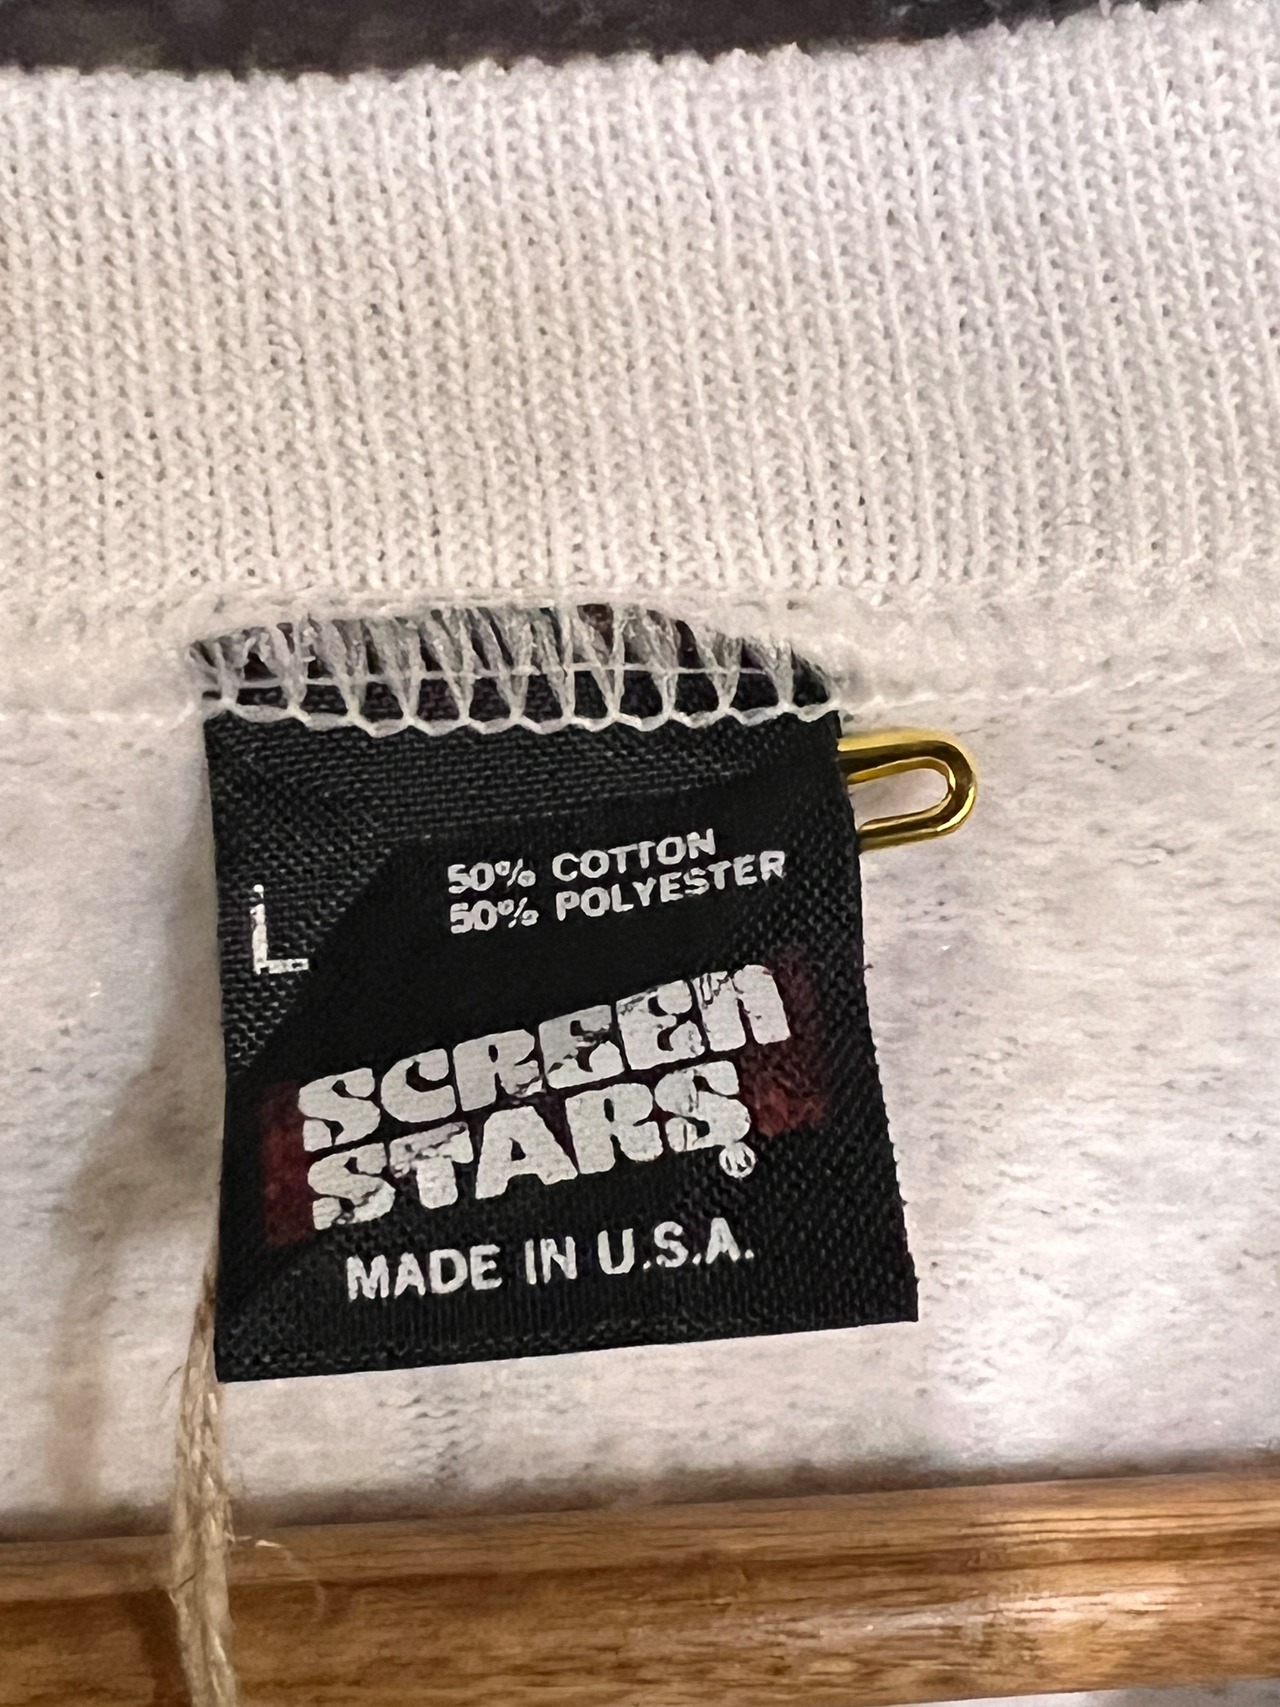 50% COTTON
50% POLYESTER
L
SCREEN
STARS®
MADE IN U.S.A.